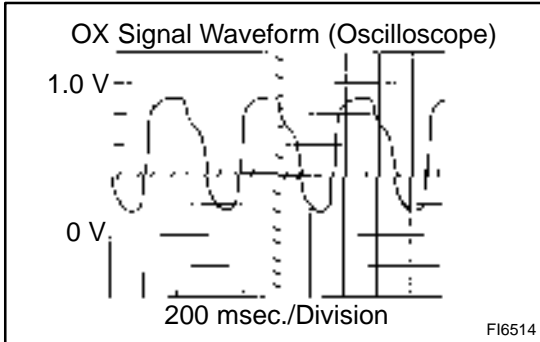 OX Signal Waveform (Oscilloscope)
1.0 V
0 V
200 msec./Division
FI6514